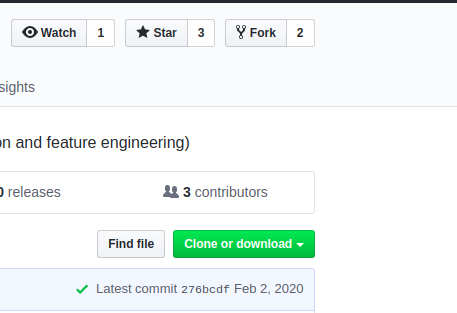 Watch 1 Star 3 Fork 2
sights
on and feature engineering)
0 releases 3 contributors
Find file Clone or download
Latest commit 276bcdf Feb 2, 2020